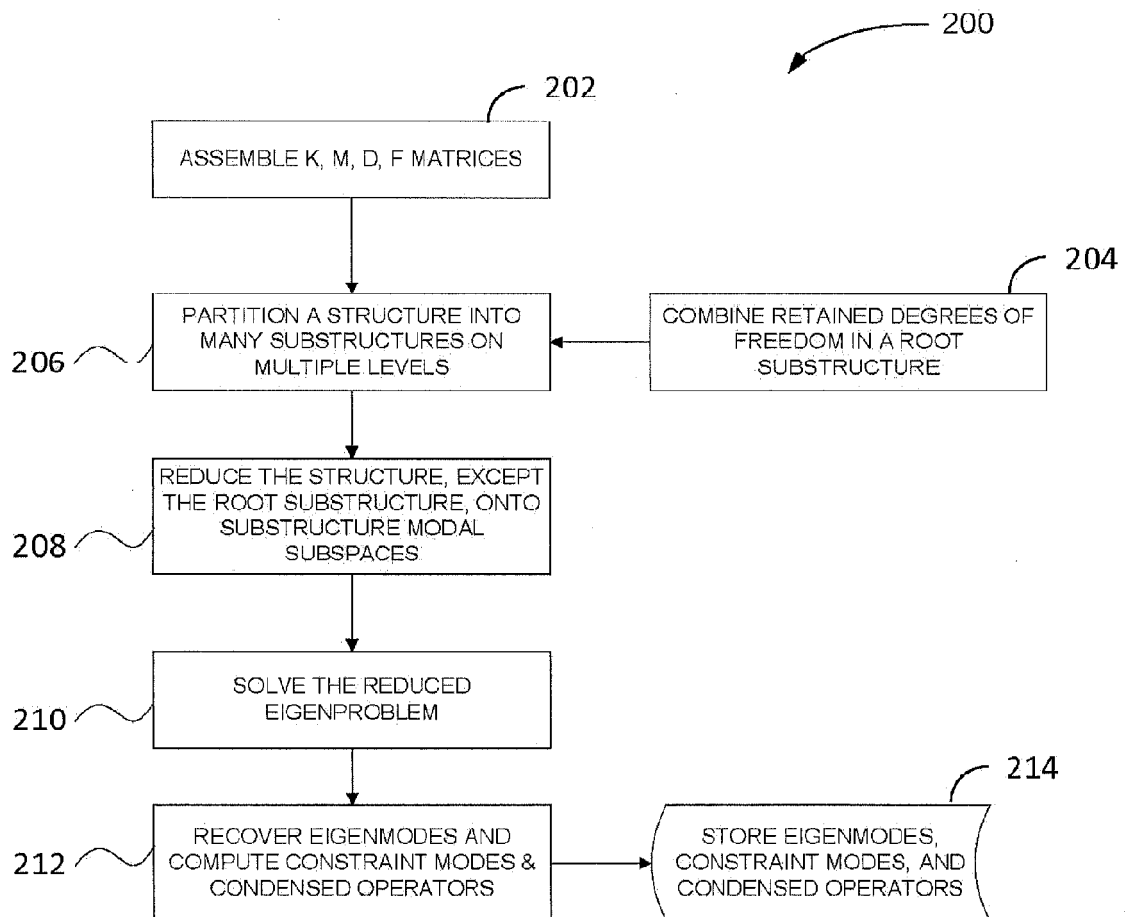 200
202
ASSEMBLE K, M, D, F MATRICES
204
PARTITION A STRUCTURE INTO
MANY SUBSTRUCTURES ON
MULTIPLE LEVELS
206
COMBINE RETAINED DEGREES OF
FREEDOM IN A ROOT
SUBSTRUCTURE
REDUCE THE STRUCTURE, EXCEPT
THE ROOT SUBSTRUCTURE, ONTO
SUBSTRUCTURE MODAL
SUBSPACES
208
SOLVE THE REDUCED
EIGENPROBLEM
210
214
RECOVER EIGENMODES AND
COMPUTE CONSTRAINT MODES &
CONDENSED OPERATORS
212
STORE EIGENMODES,
CONSTRAINT MODES, AND
CONDENSED OPERATORS